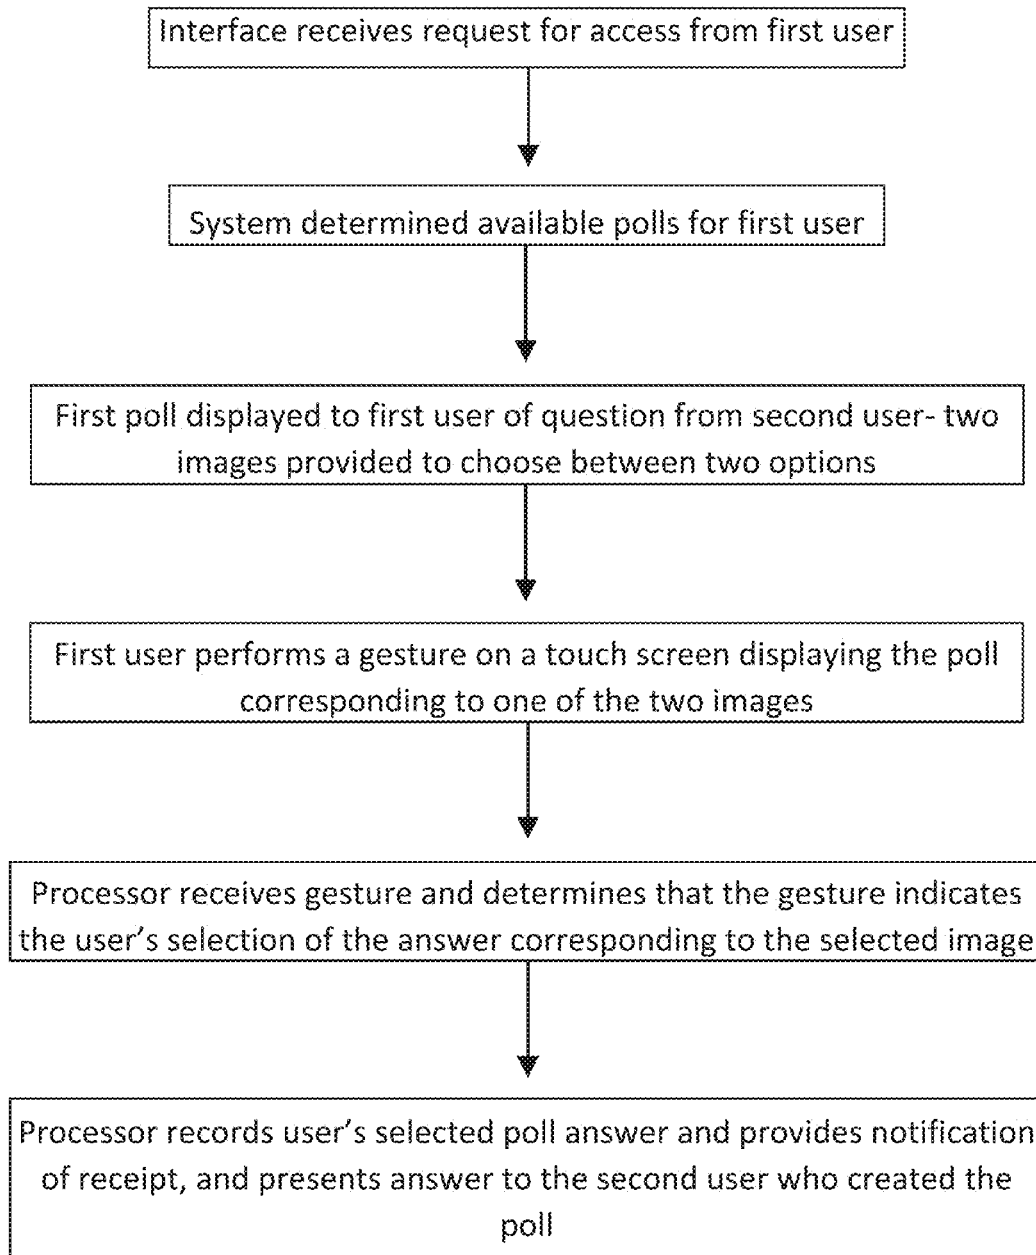 Interface receives request for access from first user
System determined available polls for first user
First poll displayed to first user of question from second user- two
images provided to choose between two options
First user performs a gesture on a touch screen displaying the poll
corresponding to one of the two images
Processor receives gesture and determines that the gesture indicates
the user’s selection of the answer corresponding to the selected image
Processor records user’s selected poll answer and provides notification
of receipt, and presents answer to the second user who created the
poll